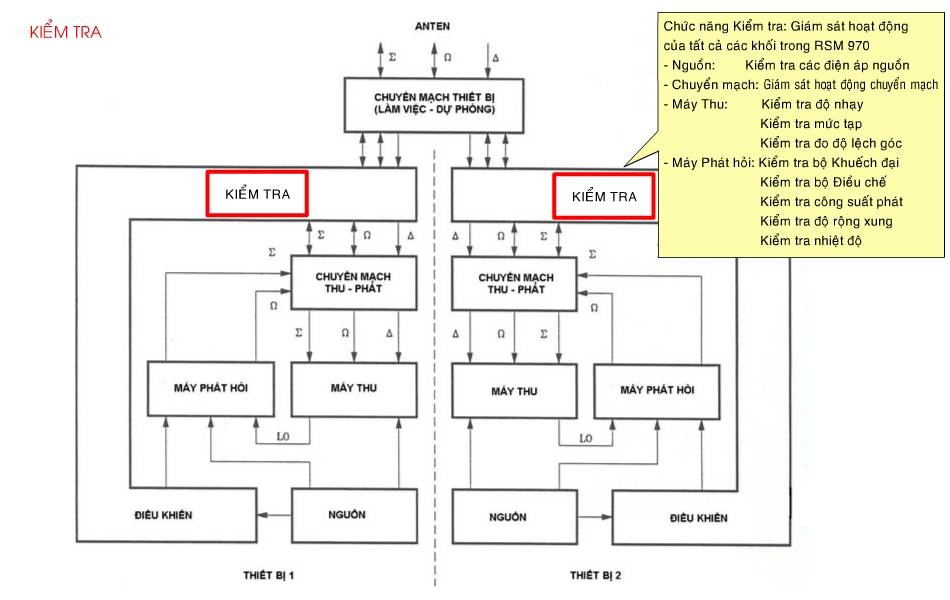 KIỂM TRA
ANTEN
Σ Ω Δ
CHUYỂN MẠCH THIẾT BỊ
(LÀM VIỆC - DỰ PHÒNG)
Chức năng Kiểm tra: Giám sát hoạt động
của tất cả các khối trong RSM 970
- Nguồn: Kiểm tra các điện áp nguồn
- Chuyển mạch: Giám sát hoạt động chuyển mạch
- Máy Thu: Kiểm tra độ nhạy
Kiểm tra mức tạp
Kiểm tra đo độ lệch góc
- Máy Phát hỏi: Kiểm tra bộ Khuếch đại
Kiểm tra bộ Điều chế
Kiểm tra công suất phát
Kiểm tra độ rộng xung
Kiểm tra nhiệt độ
KIỂM TRA
KIỂM TRA
Σ Ω Δ
Δ Ω Σ
Σ
Σ
CHUYỂN MẠCH
THU - PHÁT
CHUYỂN MẠCH
THU - PHÁT
Ω
Ω
Σ Ω Δ
Δ Ω Σ
MÁY PHÁT HỎI
MÁY THU
MÁY THU
MÁY PHÁT HỎI
LO
LO
ĐIỀU KHIỂN
NGUỒN
NGUỒN
ĐIỀU KHIỂN
THIẾT BỊ 1
THIẾT BỊ 2